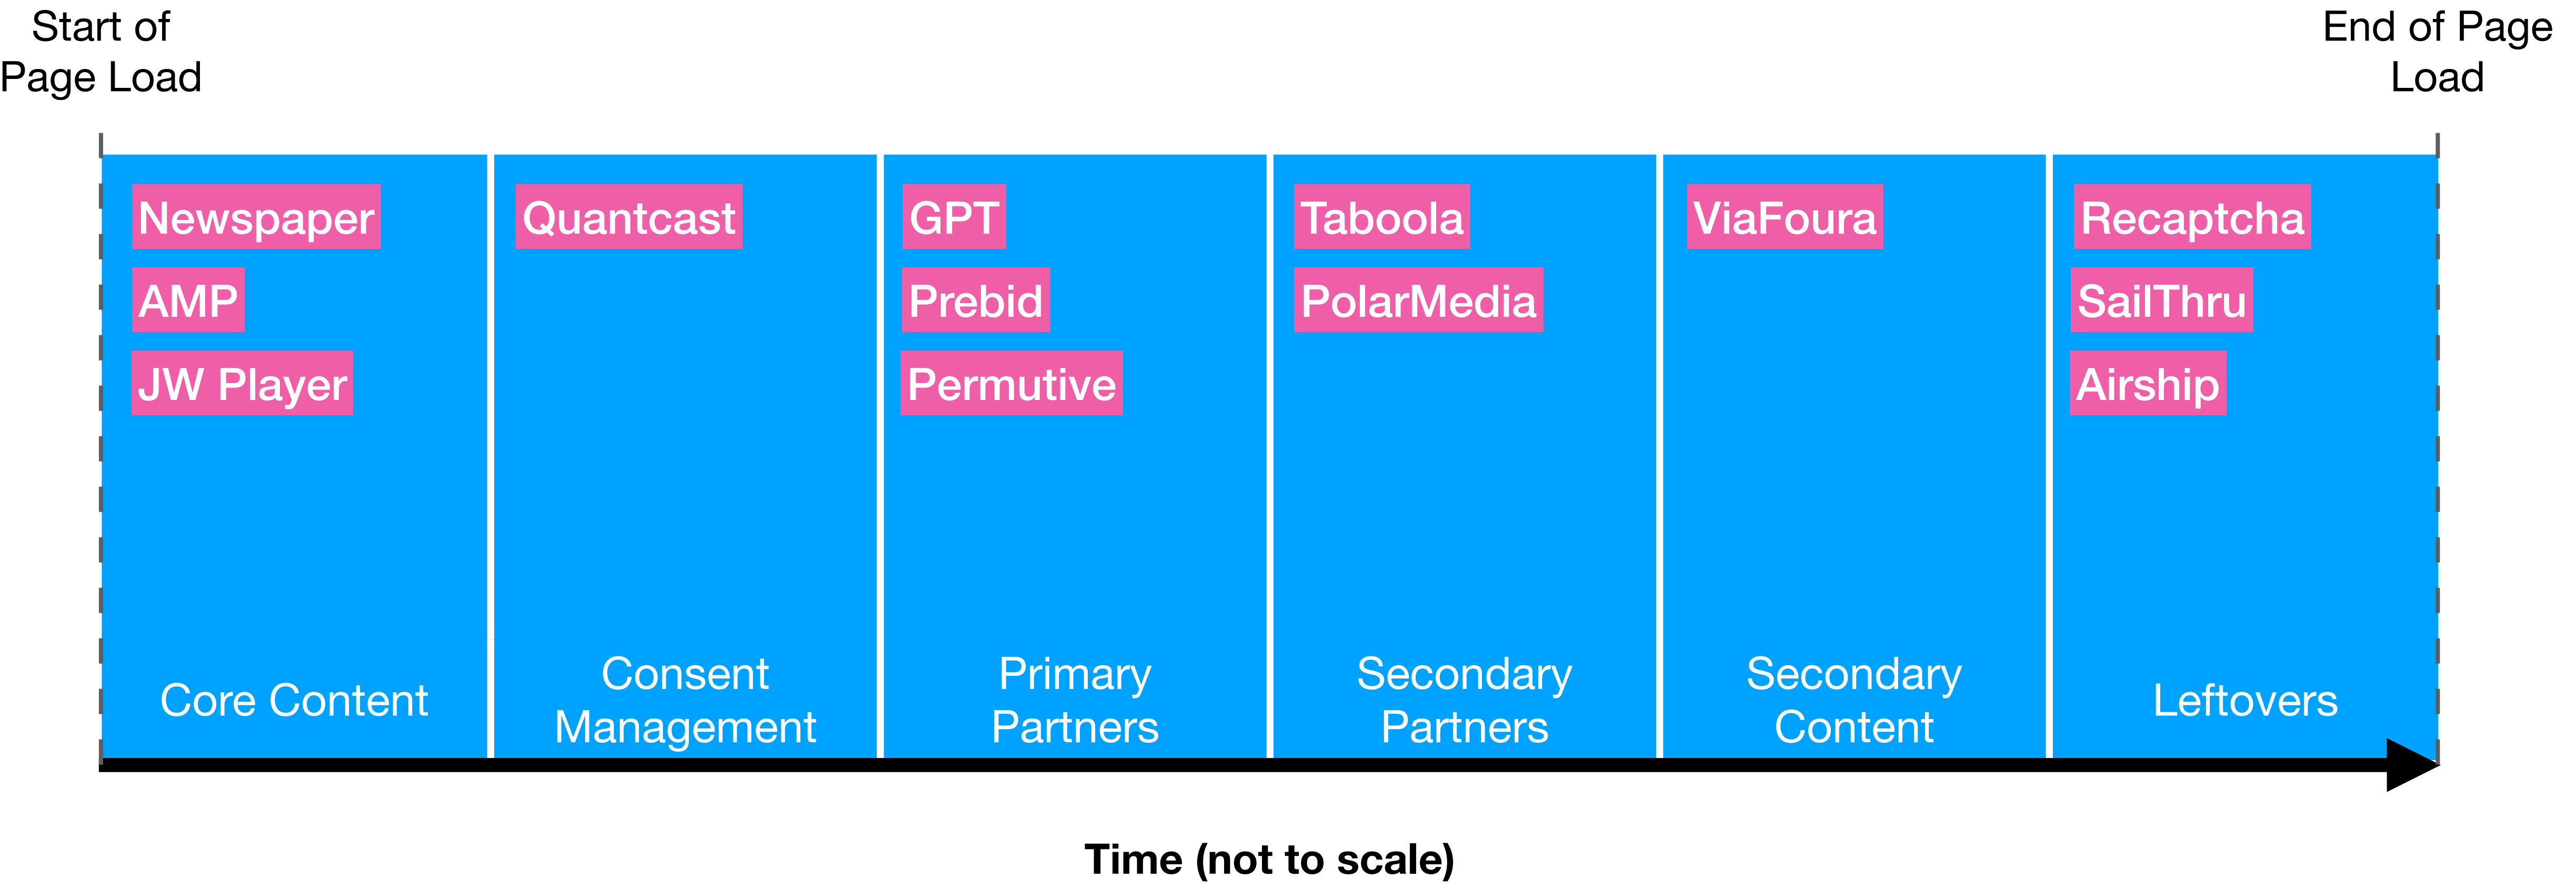 Start of
Page Load
End of Page
Load
Newspaper
AMP
JW Player
Core Content
Quantcast
Consent
Management
GPT
Prebid
Permutive
Primary
Partners
Taboola
PolarMedia
Secondary
Partners
ViaFoura
Secondary
Content
Recaptcha
SailThru
Airship
Leftovers
Time (not to scale)